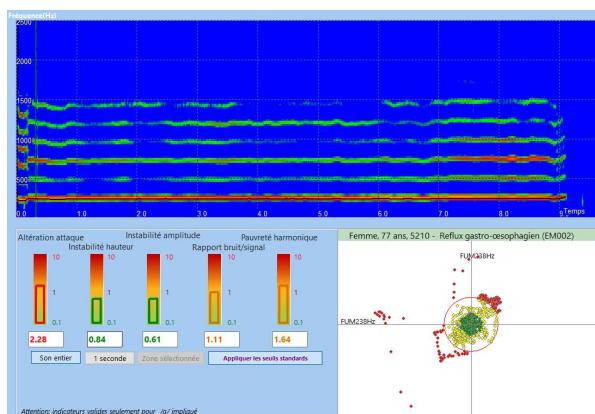 Fréquence(Hz)
2500
2000
1500
1000
500
0.0 1.0 2.0 3.0 4.0 5.0 6.0 7.0 8.0 9. Temps
Altération attaque Instabilité hauteur Instabilité amplitude Rapport bruit/signal Pauvreté harmonique
10 10 10 10 10
1 1 1 1 1
0.1 0.1 0.1 0.1 0.1
2.28 0.84 0.61 1.11 1.64
Son entier 1 seconde Zone sélectionnée Appliquer les seuils standards
Attention: indicateurs valides seulement pour /a/ impliqué
Femme, 77 ans, 5210 - Reflux gastro-œsophagien (EM002)
FUM238Hz
FUM238Hz